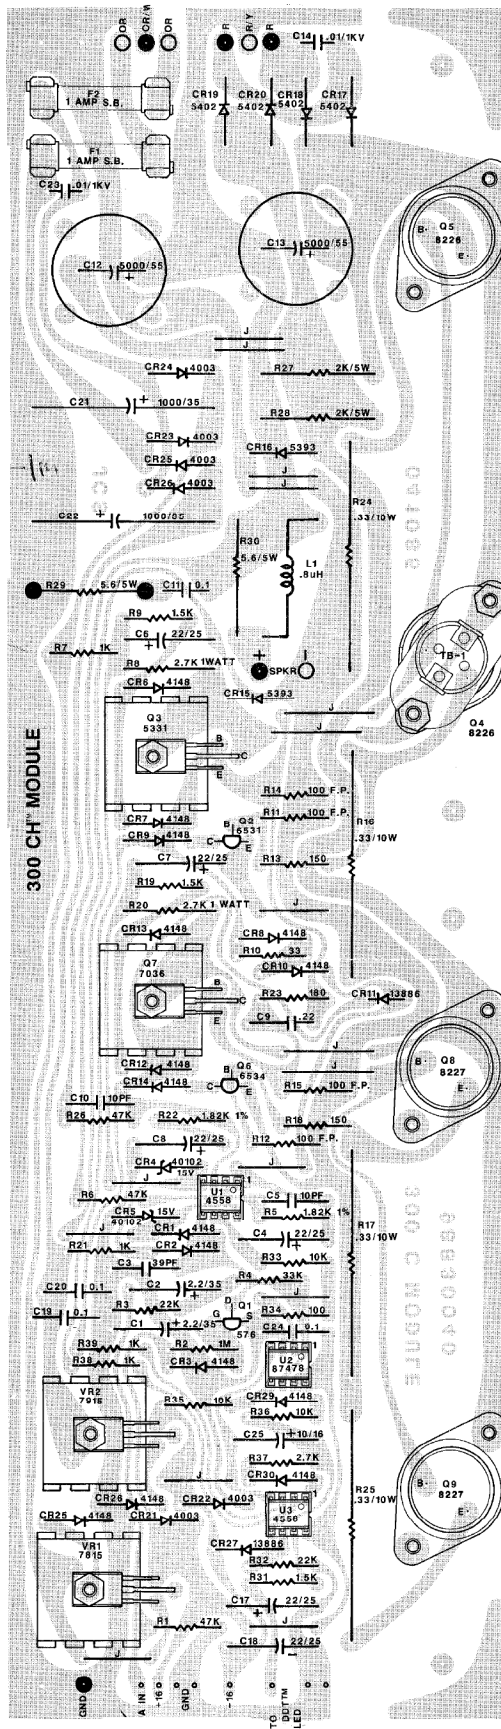 OR
OR/W
OR
R
R/Y
R
C14 .01/1KV
F2
1 AMP S.B.
CR19
5402
CR20
5402
CR18
5402
CR17
5402
F1
1 AMP S.B.
C23 .01/1KV
B
Q5
8226
E
C12 5000/55
+
C13 5000/55
+
J
J
CR24 4003
R27 2K/5W
C21 + 1000/35
R28 2K/5W
CR23 4003
CR16 5393
CR25 4003
J
CR26 4003
J
R24
.33/10W
C22 +
R30
5.6/5W
L1
.8uH
R29 5.6/5W
C11 0.1
R9 1.5K
C6 22/25
+
R7 1K
R8 2.7K 1WATT
+
SPKR
TB-1
CR6 4148
CR15 5393
Q3
5331
B
C
E
J
J
Q4
8226
300 CH™ MODULE
R14 100 F.P.
R11 100 F.P.
R16
.33/10W
CR7 4148
CR9 4148
Q2
6531
B
C
E
C7 22/25
+
R13 150
R19 1.5K
R20 2.7K 1 WATT
J
CR13 4148
CR8 4148
R10 33
Q7
7036
B
C
E
CR10 4148
R23 180
CR11 13886
C9 .22
J
J
Q8
8227
B
E
CR12 4148
CR14 4148
Q6
6534
B
C
E
R15 100 F.P.
C10 10PF
R26 47K
R22 1.82K 1%
R18 150
C8 22/25
+
R12 100 F.P.
CR4 40102
15V
J
J
R6 47K
U1
4558
1
C5 10PF
R5 1.82K 1%
R17
.33/10W
CR5 15V
40102
CR1 4148
C4 22/25
+
J
R21 1K
CR2 4148
R33 10K
C3 39PF
R4 33K
C20 0.1
C2 2.2/35
+
J
C19 0.1
R3 22K
D
Q1
G
S
576
R34 100
C1 2.2/35
+
C24 0.1
R39 1K
R2 1M
R38 1K
CR3 4148
U2
87478
VR2
R35 10K
CR29 4148
R36 10K
C25 + 10/16
R37 2.7K
J
CR30 4148
R25
.33/10W
B
Q9
8227
E
CR26 4148
CR22 4003
CR25 4148
CR21 4003
U3
1
CR27 13886
VR1
7815
R32 22K
R31 1.5K
C17 22/25
+
R1 47K
J
C18 22/25
J
GND
A IN
+16
GND
-16
TO
DDT™
LED